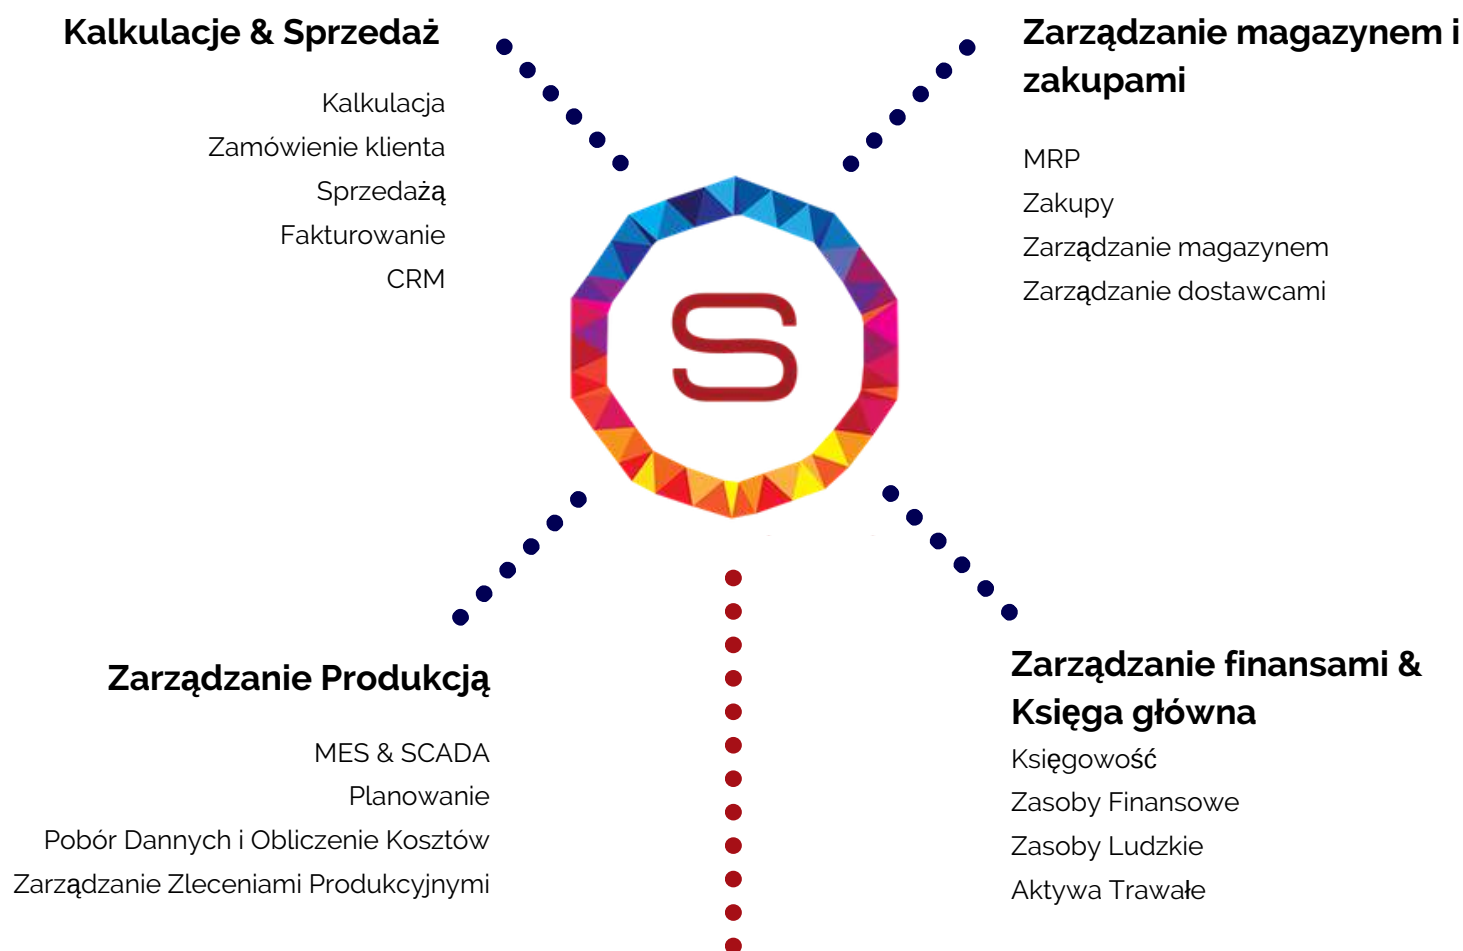 Kalkulacje & Sprzedaż
Kalkulacja
Zamówienie klienta
Sprzedażą
Fakturowanie
CRM
Zarządzanie magazynem i
zakupami
MRP
Zakupy
Zarządzanie magazynem
Zarządzanie dostawcami
S
Zarządzanie Produkcją
MES & SCADA
Planowanie
Pobór Dannych i Obliczenie Kosztów
Zarządzanie Zleceniami Produkcyjnymi
Zarządzanie finansami &
Księga główna
Księgowość
Zasoby Finansowe
Zasoby Ludzkie
Aktywa Trawałe